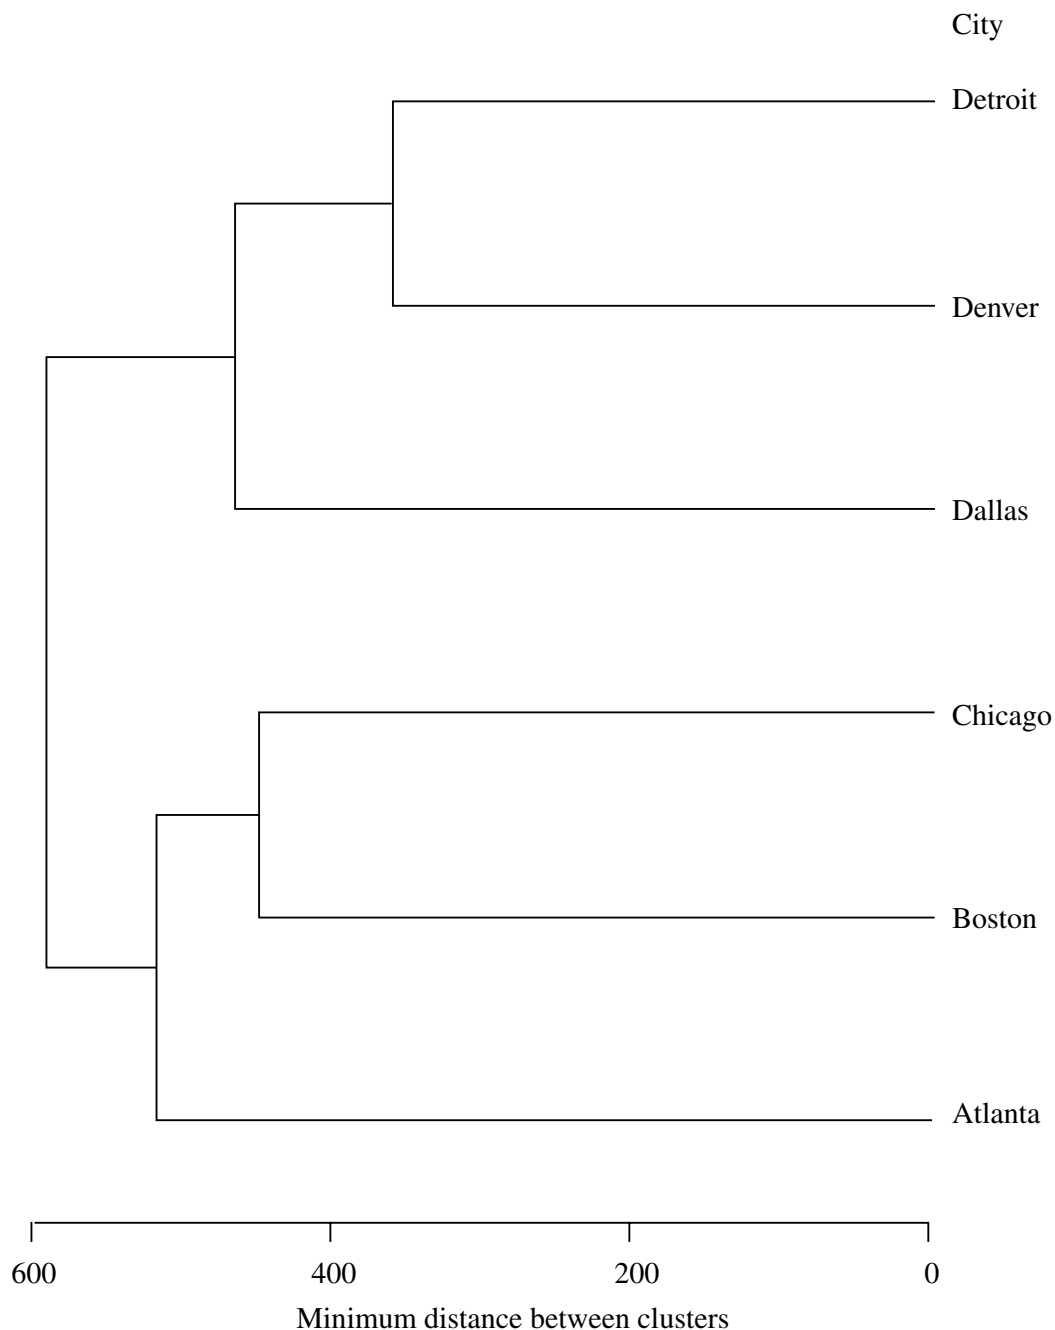 City
Detroit
Denver
Dallas
Chicago
Boston
Atlanta
600 400 200 0
Minimum distance between clusters